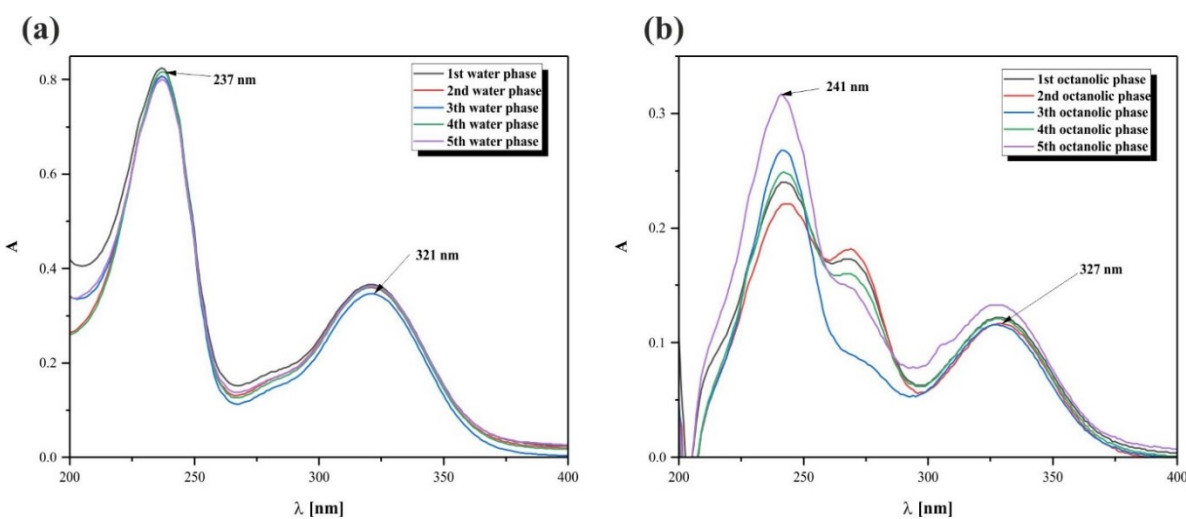 (a)
237 nm
321 nm
1st water phase
2nd water phase
3th water phase
4th water phase
5th water phase
A
0.8
0.6
0.4
0.2
0.0
200
250
300
350
400
λ [nm]
(b)
241 nm
327 nm
1st octanolic phase
2nd octanolic phase
3th octanolic phase
4th octanolic phase
5th octanolic phase
A
0.3
0.2
0.1
0.0
200
250
300
350
400
λ [nm]